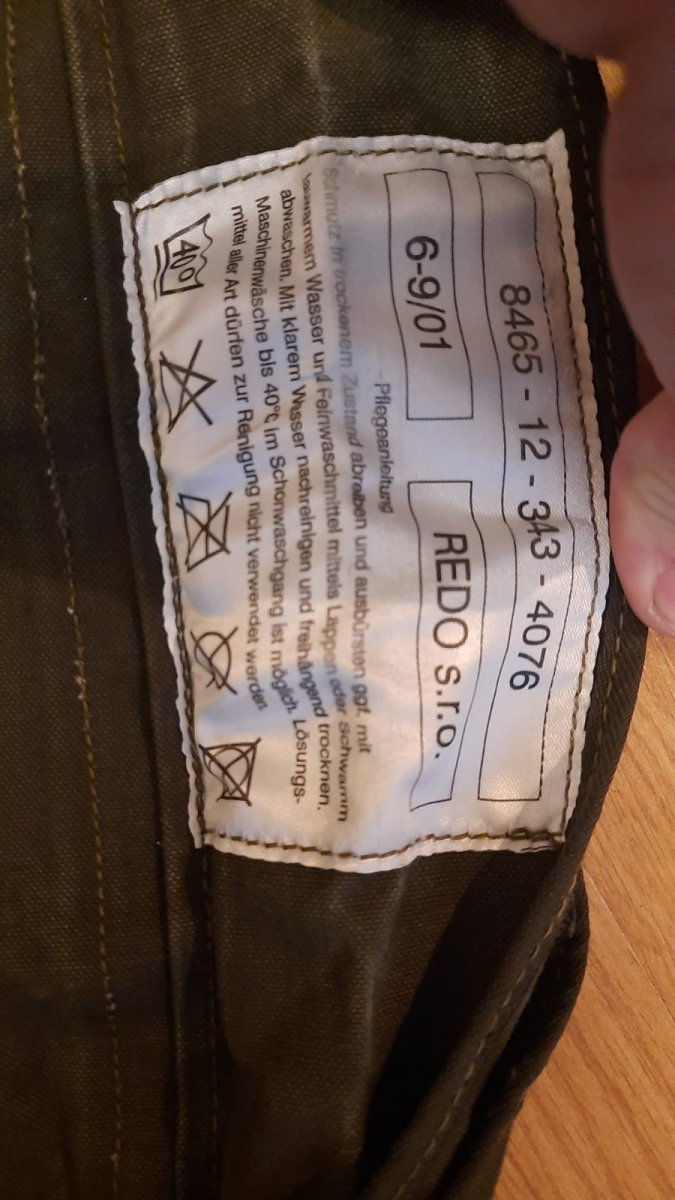 8465 - 12 - 343 - 4076
6-9/01 REDO s.r.o.
- Pflegeanleitung
Schmutz in trockenem Zustand abreiben und ausbürsten ggf. mit
lauwarmem Wasser und Feinwaschmittel mittels Lappen oder Schwamm
abwaschen. Mit klarem Wasser nachreinigen und freihängend trocknen.
Maschinenwäsche bis 40°C im Schonwaschgang ist möglich. Lösungs-
mittel aller Art dürfen zur Reinigung nicht verwendet werden.
40°